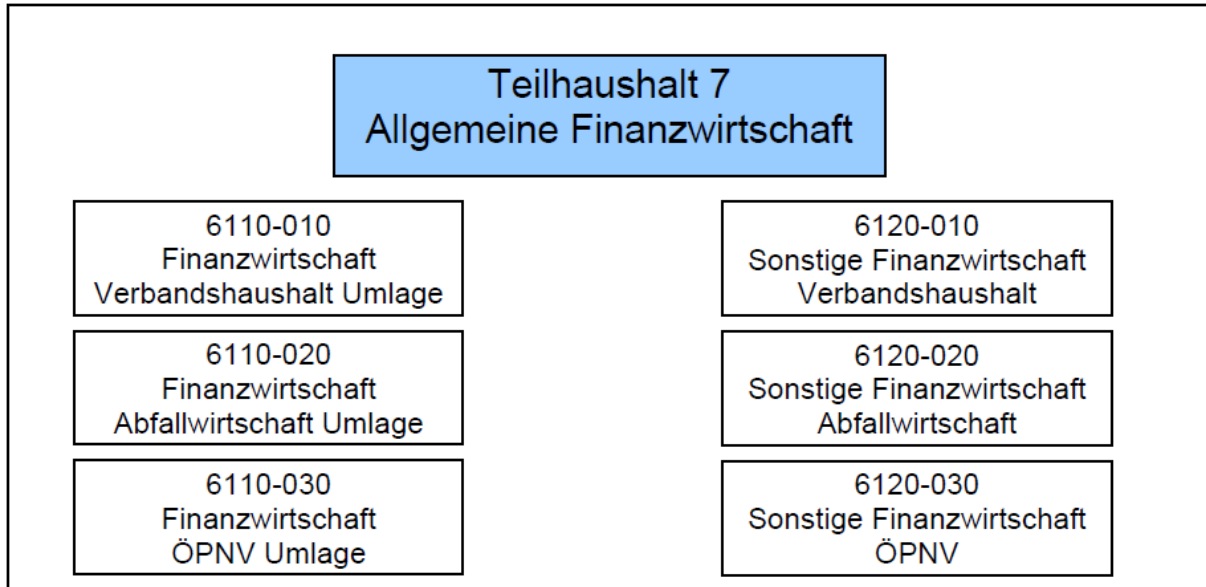 Teilhaushalt 7
Allgemeine Finanzwirtschaft
6110-010
Finanzwirtschaft
Verbandshaushalt Umlage
6120-010
Sonstige Finanzwirtschaft
Verbandshaushalt
6110-020
Finanzwirtschaft
Abfallwirtschaft Umlage
6120-020
Sonstige Finanzwirtschaft
Abfallwirtschaft
6110-030
Finanzwirtschaft
ÖPNV Umlage
6120-030
Sonstige Finanzwirtschaft
ÖPNV